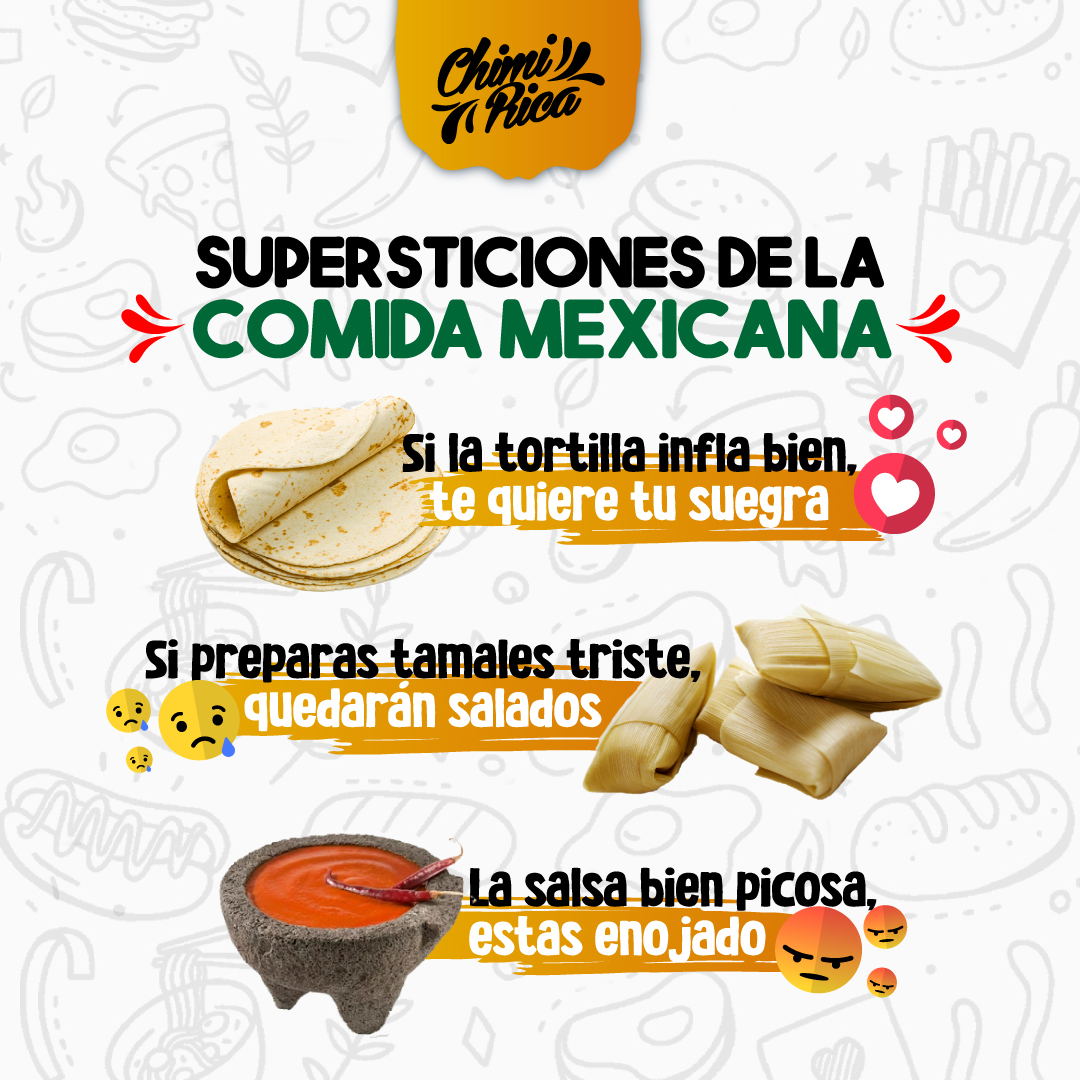 Chimi
Rica
SUPERSTICIONES DE LA
COMIDA MEXICANA
Si la tortilla infla bien,
te quiere tu suegra
Si preparas tamales triste,
quedarán salados
La salsa bien picosa,
estas enojado